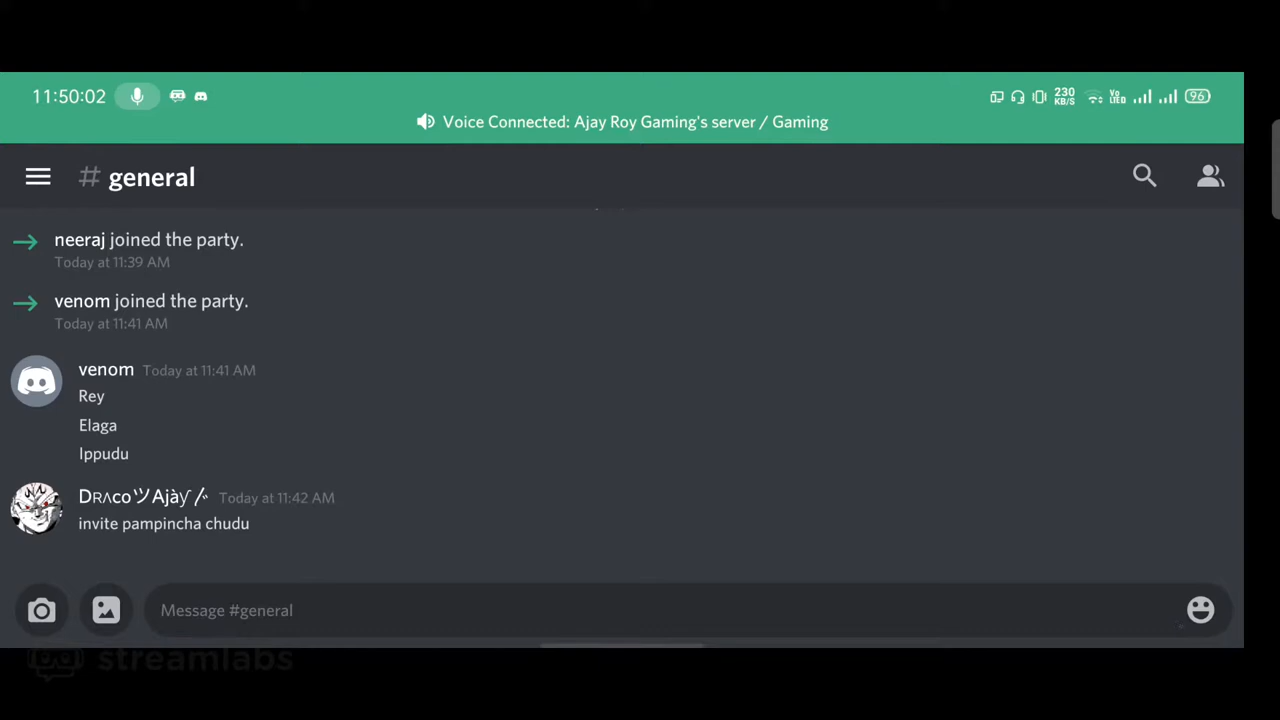 11:50:02
230 KB/S
Vo LTED
96
Voice Connected: Ajay Roy Gaming's server / Gaming
# general
neeraj joined the party.
Today at 11:39 AM
venom joined the party.
Today at 11:41 AM
venom Today at 11:41 AM
Rey
Elaga
Ippudu
DʀʌcoツAjàƴ Today at 11:42 AM
invite pampincha chudu
Message #general
streamlabs